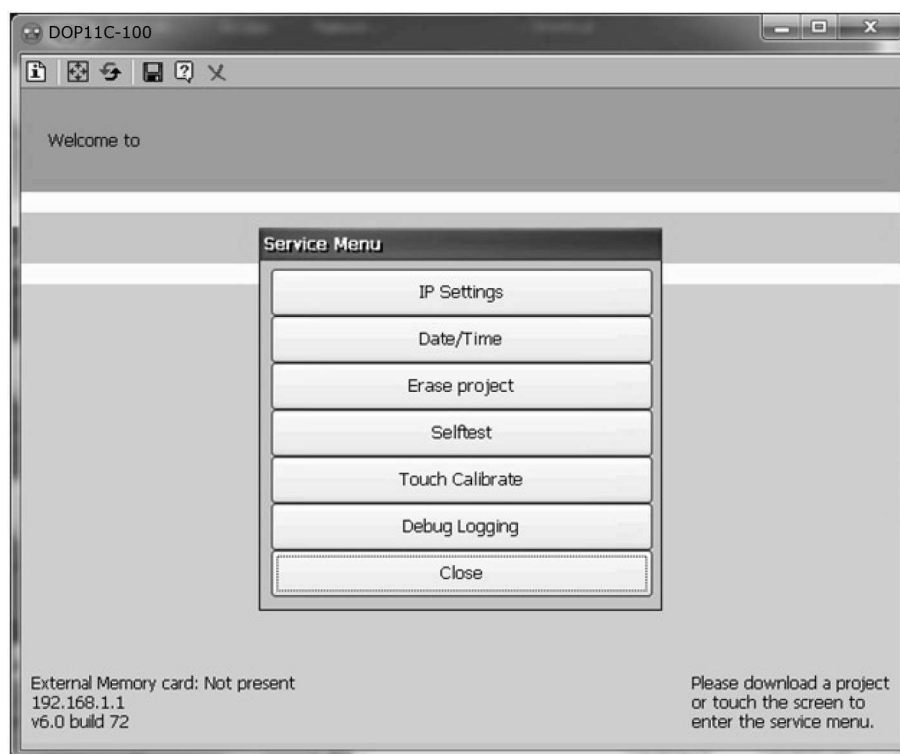 DOP11C-100
Welcome to
Service Menu
IP Settings
Date/Time
Erase project
Selftest
Touch Calibrate
Debug Logging
Close
External Memory card: Not present
192.168.1.1
v6.0 build 72
Please download a project
or touch the screen to
enter the service menu.